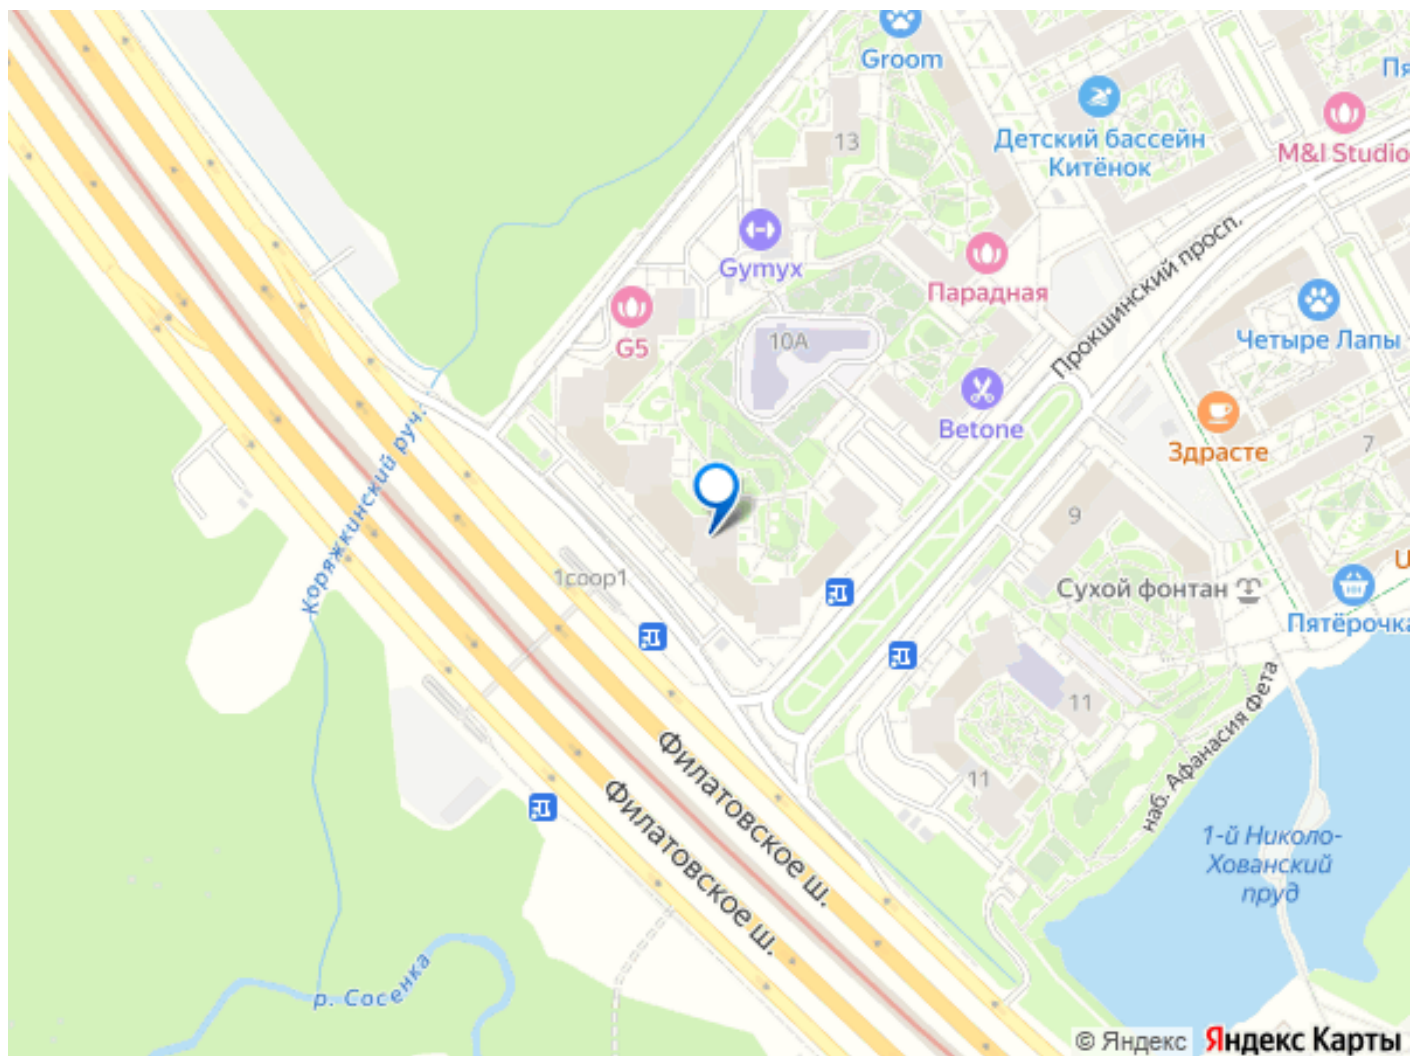 Groom
Пя
Детский бассейн
Китёнок
M&I Studio
13
Gymyx
Парадная
Прокшинский просп.
G5
10А
Четыре Лапы
Betone
Здрасте
7
Коряжкинский руч.
9
1соор1
Сухой фонтан
U
Пятёрочка
11
11
наб. Афанасия Фета
Филатовское ш.
Филатовское ш.
1-й Николо-
Хованский
пруд
р. Сосенка
© Яндекс Яндекс Карты